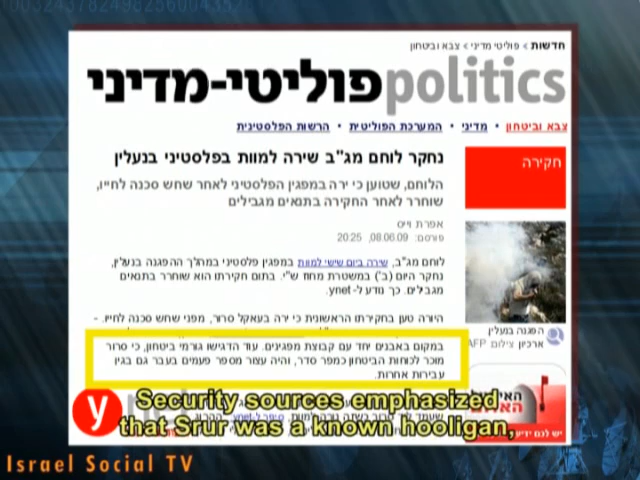 חדשות > פוליטי מדיני > צבא וביטחון
politics פוליטי-מדיני
צבא וביטחון • מדיני • המערכת הפוליטית • הרשות הפלסטינית
חקירה
נחקר לוחם מג"ב שירה למוות בפלסטיני בנעלין
הלוחם, שטוען כי ירה במפגין הפלסטיני לאחר שחש סכנה לחייו,
שוחרר לאחר החקירה בתנאים מגבילים
אפרת וייס
פורסם: 08.06.09, 20:25
לוחם מג"ב, שירה ביום שישי למוות במפגין פלסטיני במהלך ההפגנה בנעלין,
נחקר היום (ב') במשטרת מחוז ש"י. בתום חקירתו הוא שוחרר בתנאים
מגבילים. כך נודע ל-ynet.
היורה טען בחקירתו הראשונית כי ירה בעאקל סרור, מפני שחש סכנה לחייו. -
במקום באבנים יחד עם קבוצת מפגינים. עוד הדגישו גורמי ביטחון, כי סרור
מוכר לכוחות הביטחון כמפר סדר, והיה עצור מספר פעמים בעבר גם בגין
עבירות אחרות.
הפגנה בנעלין.
ארכיון צילום: AFP
האדום
יש לכם ידיע
y
Security sources emphasized
that Srur was a known hooligan,
Israel Social TV